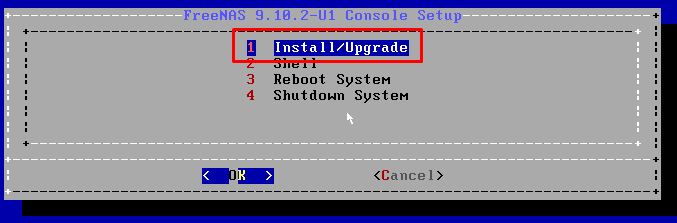 FreeNAS 9.10.2-U1 Console Setup
1 Install/Upgrade
2 Shell
3 Reboot System
4 Shutdown System
< OK > <Cancel>